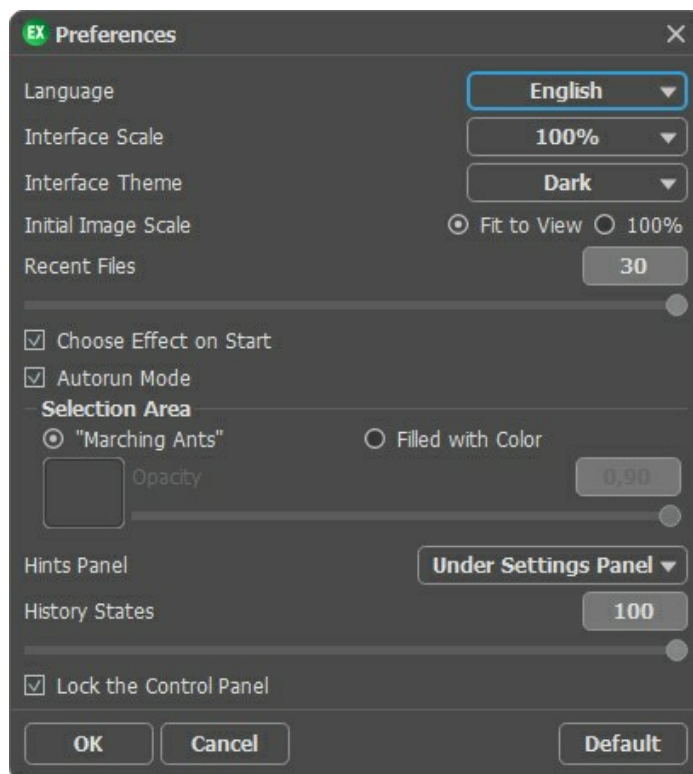 EX Preferences
Language English
Interface Scale 100%
Interface Theme Dark
Initial Image Scale Fit to View 100%
Recent Files 30
Choose Effect on Start
Autorun Mode
Selection Area
"Marching Ants" Filled with Color
Opacity 0,90
Hints Panel Under Settings Panel
History States 100
Lock the Control Panel
OK Cancel Default